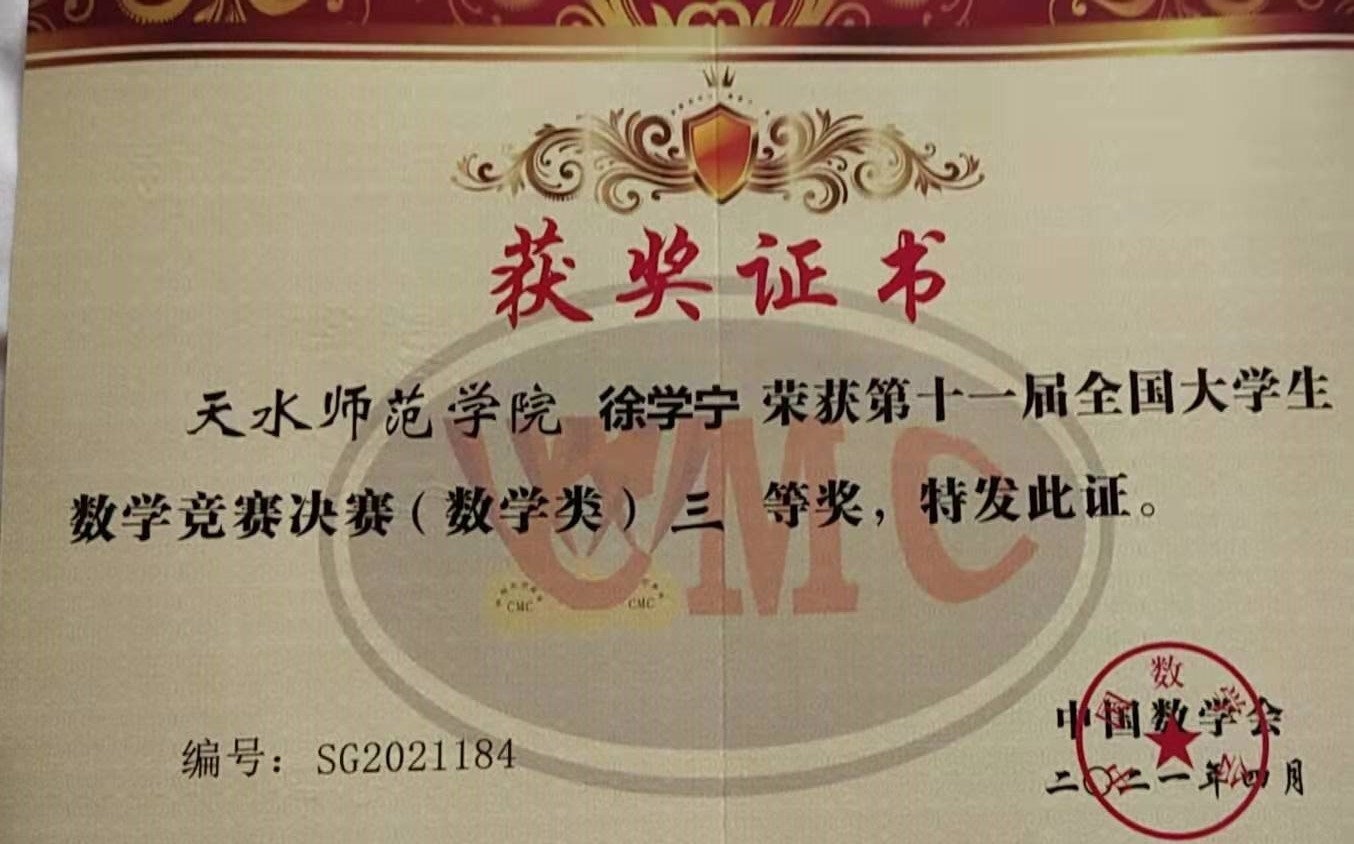 获奖证书
天水师范学院 徐学宁 荣获第十一届全国大学生
数学竞赛决赛（数学类）三 等奖，特发此证。
CMC
CMC CMC
编号：SG2021184
中国数学会
二〇二一年四月